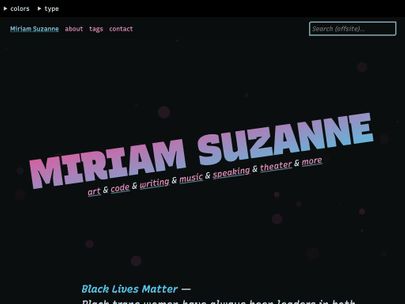 ▶ colors ▶ type
Miriam Suzanne about tags contact
Search (offsite)...
MIRIAM SUZANNE
art & code & writing & music & speaking & theater & more
Black Lives Matter —
Black trans women have always been leaders in both